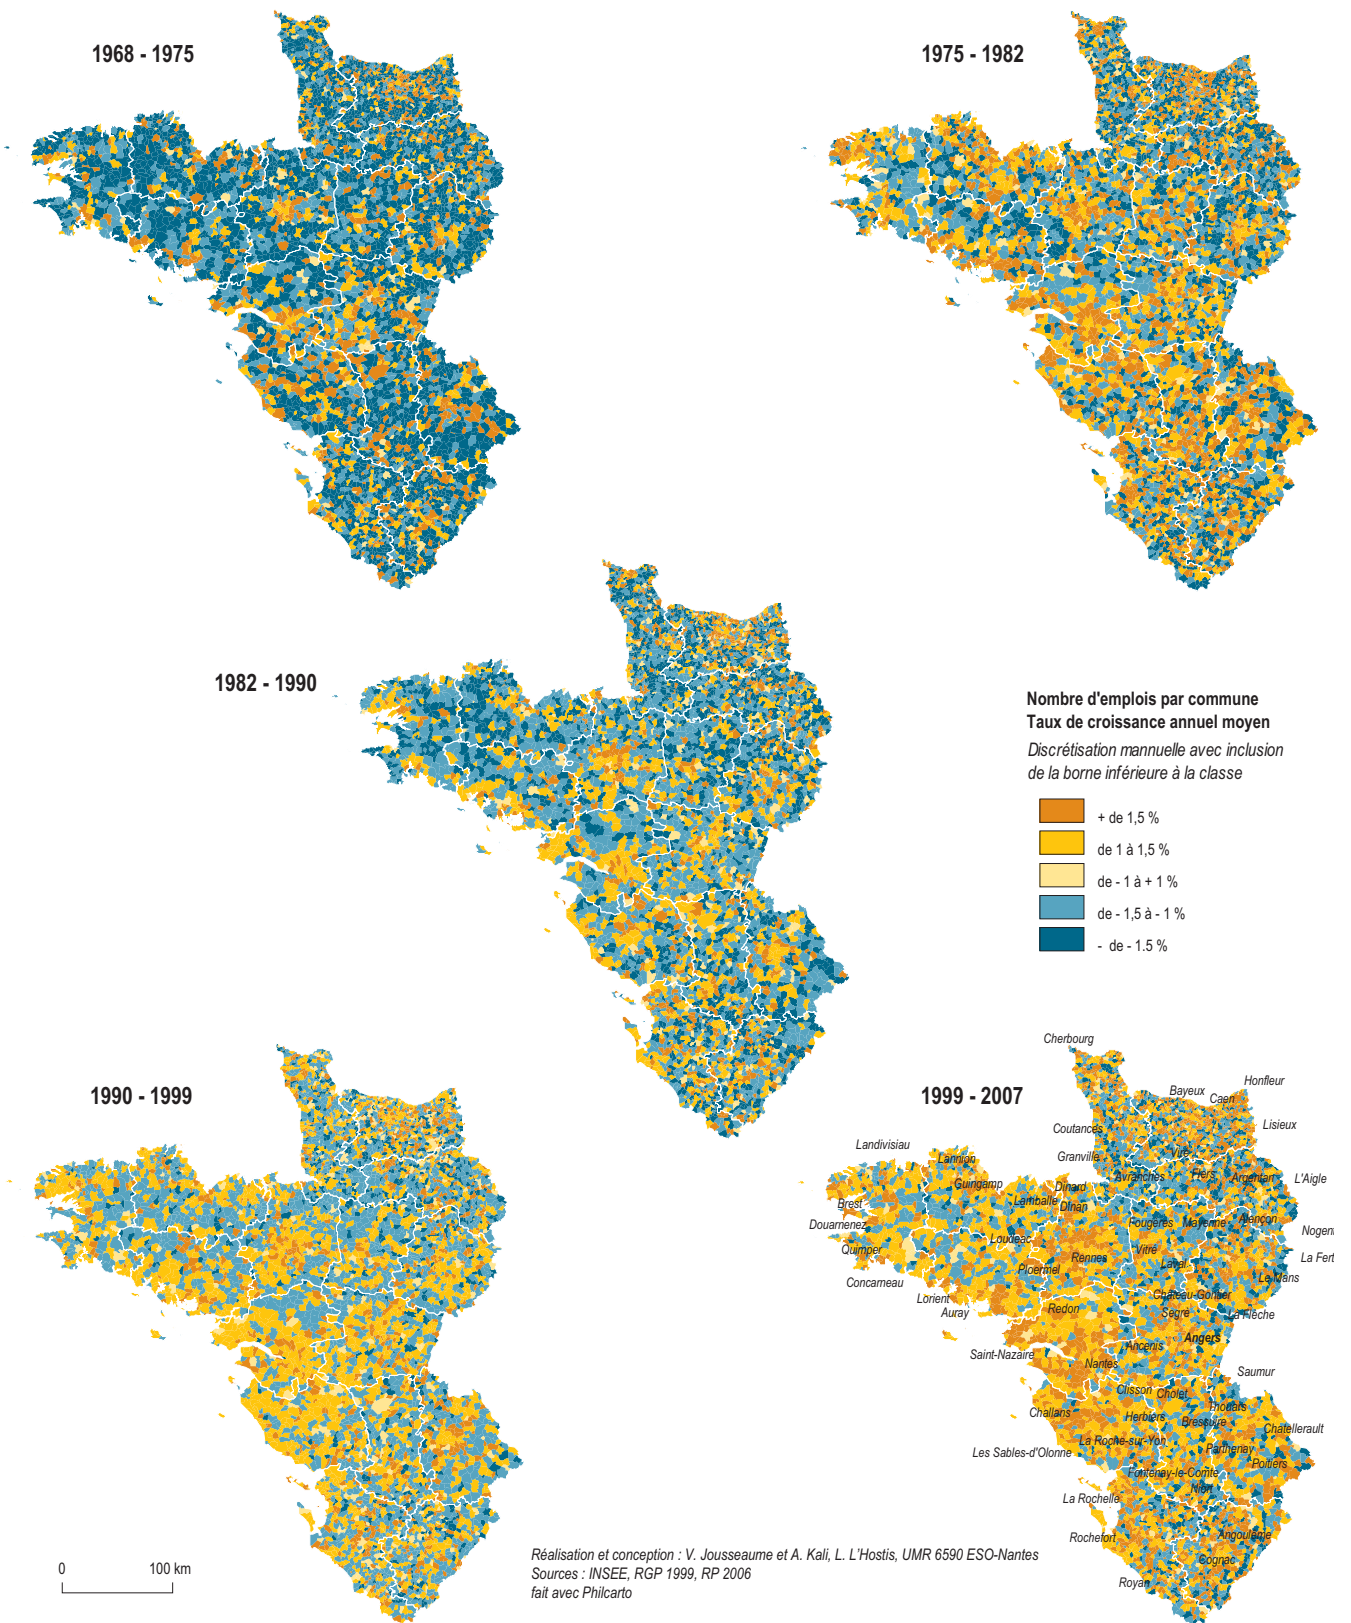 1968 - 1975
1975 - 1982
1982 - 1990
Nombre d'emplois par commune
Taux de croissance annuel moyen
Discrétisation mannuelle avec inclusion
de la borne inférieure à la classe
+ de 1,5 %
de 1 à 1,5 %
de - 1 à + 1 %
de - 1,5 à - 1 %
- de - 1.5 %
1990 - 1999
1999 - 2007
Cherbourg
Bayeux
Caen
Honfleur
Coutances
Lisieux
Landivisiau
Granville
Vire
Lannion
Avranches
Flers
Argentan
L'Aigle
Guingamp
Dinard
Lamballe
Dinan
Brest
Douarnenez
Fougères
Mayenne
Alençon
Nogent
Quimper
Loudeac
Rennes
Vitré
Laval
La Fert
Ploermel
Le Mans
Concarneau
Lorient
Auray
Redon
Château-Gontier
Segré
La Flèche
Saint-Nazaire
Nantes
Ancenis
Angers
Saumur
Clisson
Cholet
Thouars
Challans
Herbiers
Bressuire
Châtellerault
La Roche-sur-Yon
Parthenay
Les Sables-d'Olonne
Poitiers
Fontenay-le-Comte
Niort
La Rochelle
Rochefort
Angoulême
Cognac
Royan
0
100 km
Réalisation et conception : V. Jousseaume et A. Kali, L. L'Hostis, UMR 6590 ESO-Nantes
Sources : INSEE, RGP 1999, RP 2006
fait avec Philcarto